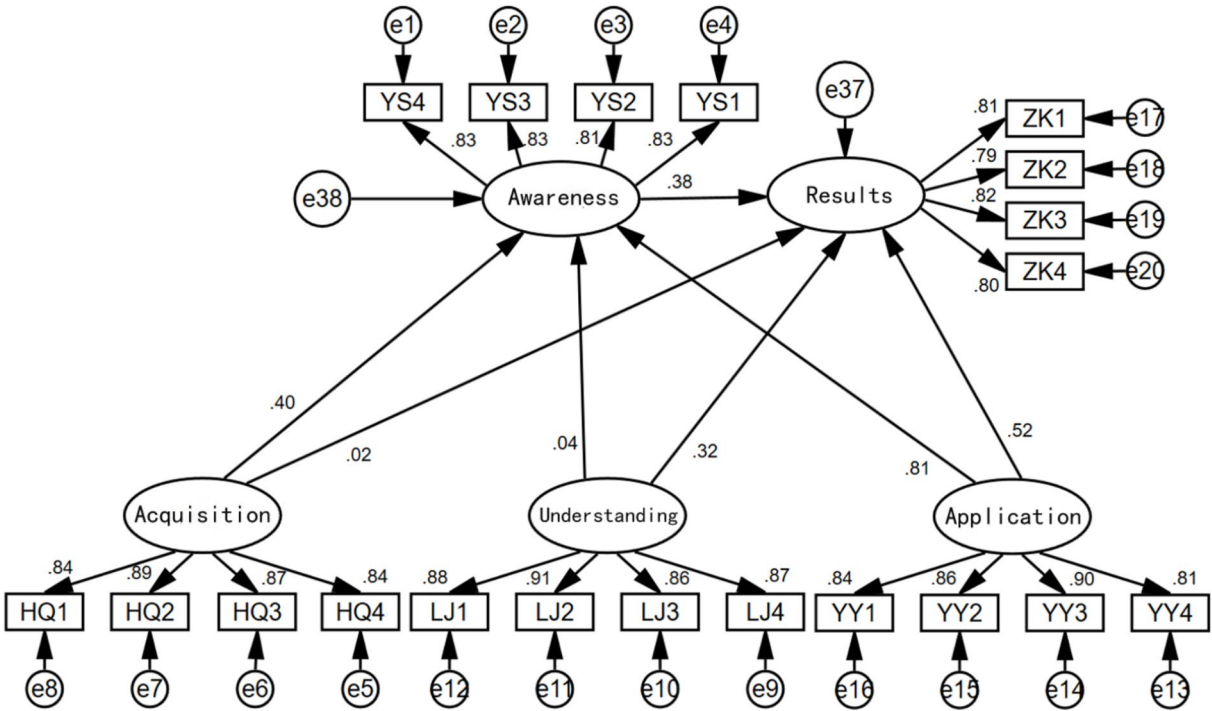 e1 e2 e3 e4
YS4 YS3 YS2 YS1
e37
.83 .83 .81 .83
.81 ZK1 e17
.79 ZK2 e18
e38 Awareness .38 Results
.82 ZK3 e19
.80 ZK4 e20
.40 .02 .04 .32 .81 .52
Acquisition Understanding Application
.84 .89 .87 .84 .88 .91 .86 .87 .84 .86 .90 .81
HQ1 HQ2 HQ3 HQ4 LJ1 LJ2 LJ3 LJ4 YY1 YY2 YY3 YY4
e8 e7 e6 e5 e12 e11 e10 e9 e16 e15 e14 e13